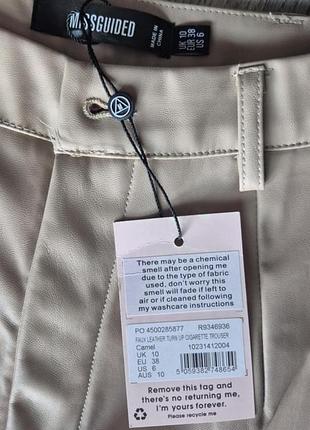 MISSGUIDED
MADE IN
CHINA
UK 10
EUR 38
US 6
There may be a chemical
smell after opening me
due to the type of fabric
used, don't worry this
smell will fade if left to
air or if cleaned following
my washcare instructions
PO 4500285877 R9346936
FAUX LEATHER TURN UP CIGARETTE TROUSER
Camel 10231412004
UK 10
EU 38
US 6
AUS 10
5 059382 748654 >
Remove this tag and
there's no returning me,
I'm yours forever.